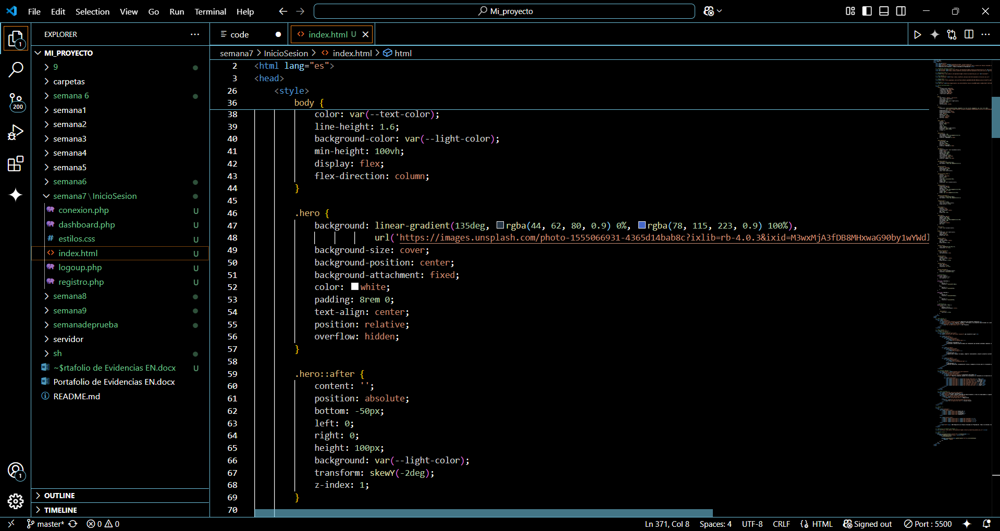 File Edit Selection View Go Run Terminal Help
Mi_proyecto
EXPLORER
code
index.html U
1
MI_PROYECTO
9
carpetas
semana 6
200
semana1
semana2
semana3
semana4
semana5
semana6
semana7\InicioSesion
conexion.php U
dashboard.php U
# estilos.css U
<> index.html U
logoup.php U
registro.php U
semana8
semana9
semanadeprueba
servidor
sh
~$rtafolio de Evidencias EN.docx U
Portafolio de Evidencias EN.docx
README.md
1
OUTLINE
TIMELINE
semana7 > InicioSesion > <> index.html > html
2 <html lang="es">
3 <head>
26 <style>
36 body {
38 color: var(--text-color);
39 line-height: 1.6;
40 background-color: var(--light-color);
41 min-height: 100vh;
42 display: flex;
43 flex-direction: column;
44 }
45
46 .hero {
47 background: linear-gradient(135deg, rgba(44, 62, 80, 0.9) 0%, rgba(78, 115, 223, 0.9) 100%),
48 url('https://images.unsplash.com/photo-1555066931-4365d14bab8c?ixlib=rb-4.0.3&ixid=M3wxMjA3fDB8MHxwaG90by1wYWdl
49 background-size: cover;
50 background-position: center;
51 background-attachment: fixed;
52 color: white;
53 padding: 8rem 0;
54 text-align: center;
55 position: relative;
56 overflow: hidden;
57 }
58
59 .hero::after {
60 content: '';
61 position: absolute;
62 bottom: -50px;
63 left: 0;
64 right: 0;
65 height: 100px;
66 background: var(--light-color);
67 transform: skewY(-2deg);
68 z-index: 1;
69 }
70
master* 0 0
Ln 371, Col 8 Spaces: 4 UTF-8 CRLF {} HTML Signed out Port : 5500